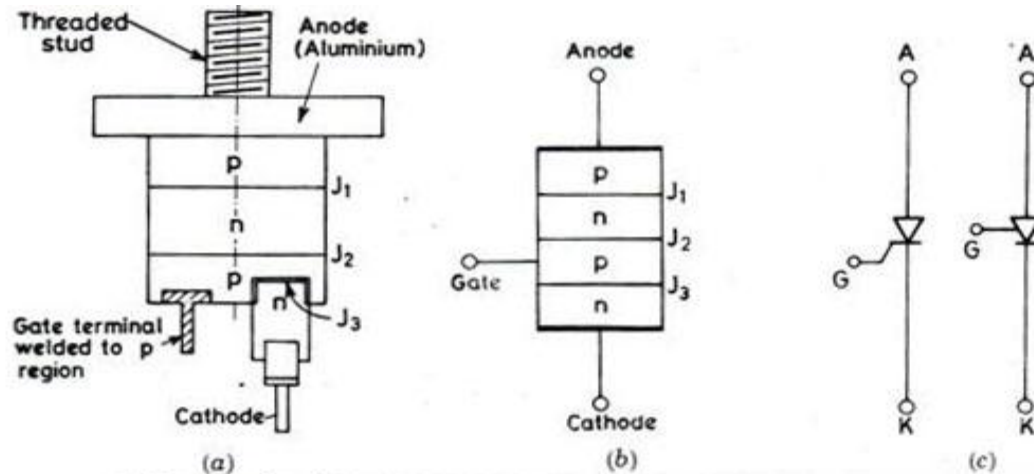 Threaded
stud
Anode
(Aluminium)
p
J1
n
J2
p
n
J3
Gate terminal
welded to p
region
Cathode
(a)
Anode
p
J1
n
J2
p
J3
n
Gate
Cathode
(b)
A
G
K
A
G
K
(c)